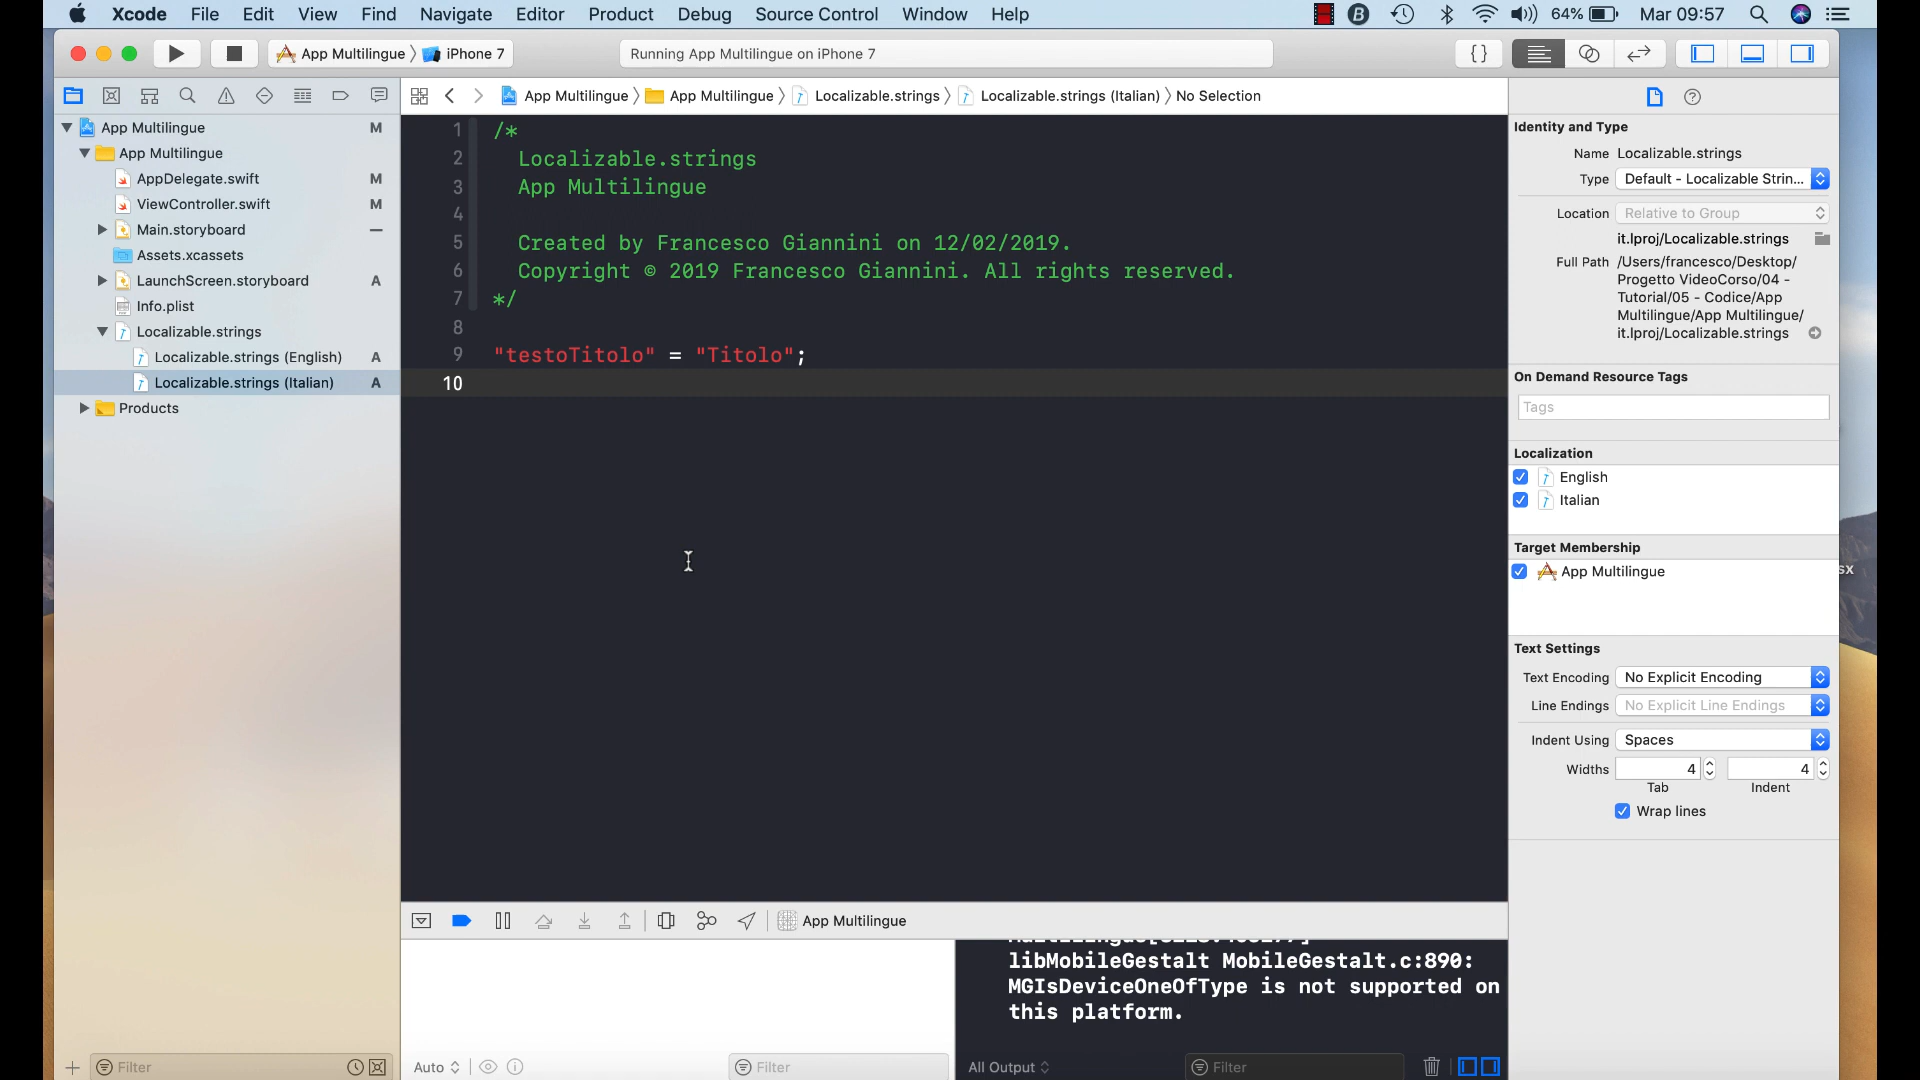 Xcode File Edit View Find Navigate Editor Product Debug Source Control Window Help 64% Mar 09:57
App Multilingue iPhone 7 Running App Multilingue on iPhone 7 {}
App Multilingue App Multilingue Localizable.strings Localizable.strings (Italian) No Selection
App Multilingue M
App Multilingue
AppDelegate.swift M
ViewController.swift M
Main.storyboard
Assets.xcassets
LaunchScreen.storyboard A
Info.plist
Localizable.strings
Localizable.strings (English) A
Localizable.strings (Italian) A
Products
Filter
1 /*
2 Localizable.strings
3 App Multilingue
4
5 Created by Francesco Giannini on 12/02/2019.
6 Copyright © 2019 Francesco Giannini. All rights reserved.
7 */
8
9 "testoTitolo" = "Titolo";
10
App Multilingue
Auto
Filter
libMobileGestalt MobileGestalt.c:890:
MGIsDeviceOneOfType is not supported on
this platform.
All Output
Filter
Identity and Type
Name Localizable.strings
Type Default - Localizable Strin...
Location Relative to Group
it.lproj/Localizable.strings
Full Path /Users/francesco/Desktop/
Progetto VideoCorso/04 -
Tutorial/05 - Codice/App
Multilingue/App Multilingue/
it.lproj/Localizable.strings
On Demand Resource Tags
Tags
Localization
English
Italian
Target Membership
App Multilingue
sx
Text Settings
Text Encoding No Explicit Encoding
Line Endings No Explicit Line Endings
Indent Using Spaces
Widths 4 4
Tab Indent
Wrap lines